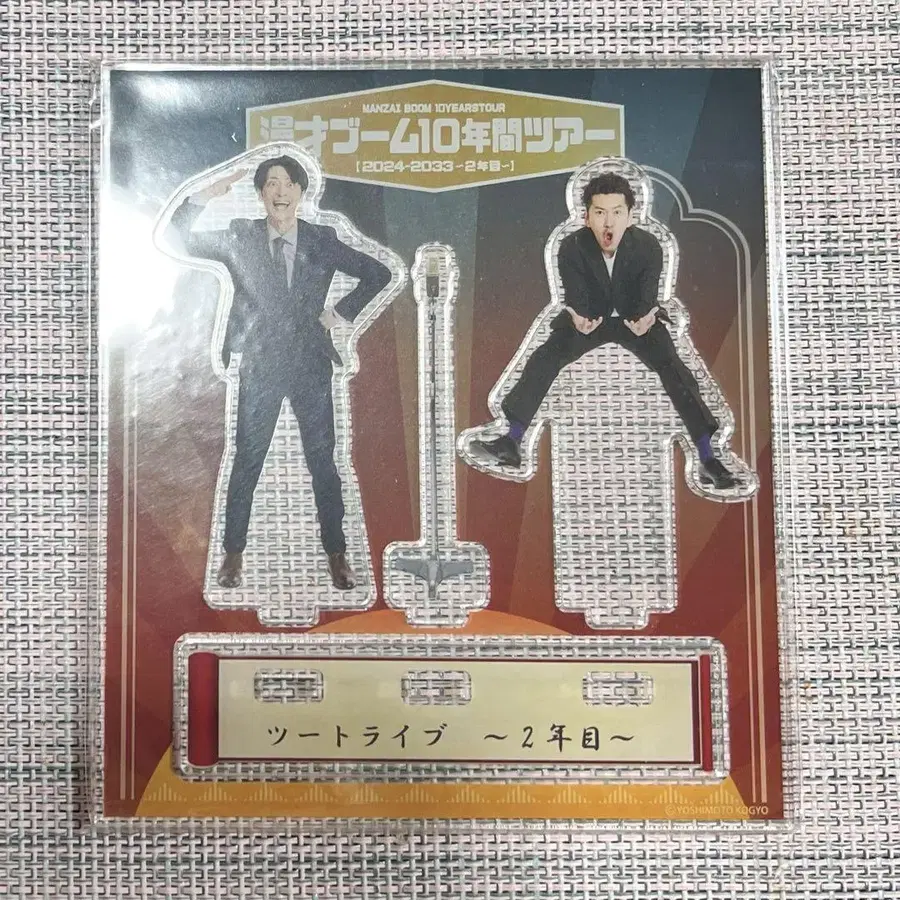 MANZAI BOOM 10YEARSTOUR
漫才ブーム10年間ツアー
【2024-2033～2年目～】
ツートライブ ～2年目～
©YOSHIMOTO KOGYO